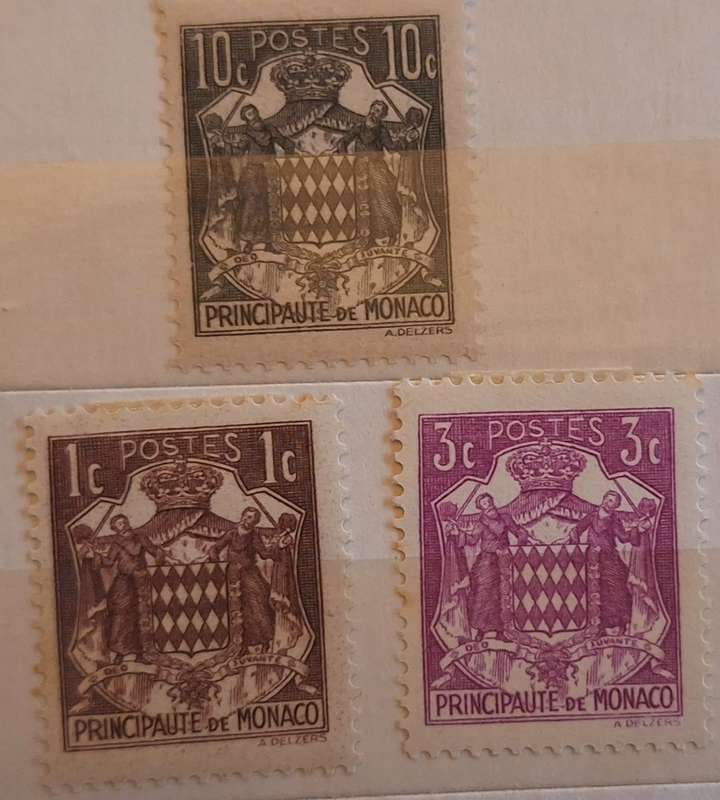 POSTES
10c 10c
DEO JUVANTE
PRINCIPAUTE DE MONACO
A.DELZERS
POSTES
1c 1c
DEO JUVANTE
PRINCIPAUTE DE MONACO
A DELZERS
POSTES
3c 3c
DEO JUVANTE
PRINCIPAUTE DE MONACO
A DELZERS